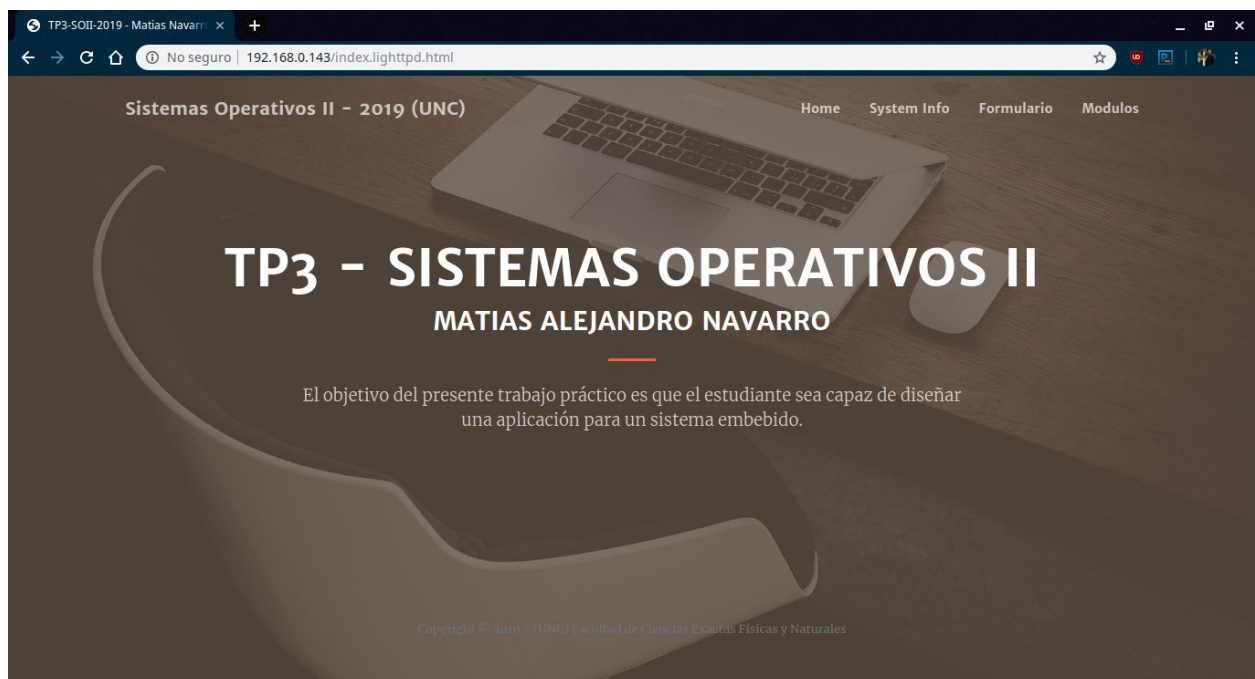 TP3-SOII-2019 - Matias Navarr
No seguro | 192.168.0.143/index.lighttpd.html
Sistemas Operativos II - 2019 (UNC) Home System Info Formulario Modulos
TP3 - SISTEMAS OPERATIVOS II
MATIAS ALEJANDRO NAVARRO
El objetivo del presente trabajo práctico es que el estudiante sea capaz de diseñar
una aplicación para un sistema embebido.
Copyright © 2019 - (UNC) Facultad de Ciencias Exactas Físicas y Naturales